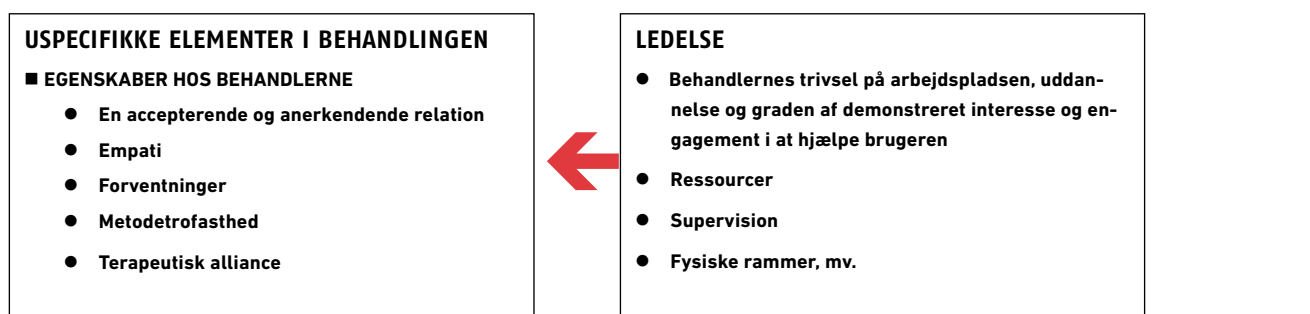 USPECIFIKKE ELEMENTER I BEHANDLINGEN
■ EGENSKABER HOS BEHANDLERNE
● En accepterende og anerkendende relation
● Empati
● Forventninger
● Metodetrofasthed
● Terapeutisk alliance
LEDELSE
● Behandlernes trivsel på arbejdspladsen, uddan-
nelse og graden af demonstreret interesse og en-
gagement i at hjælpe brugeren
● Ressourcer
● Supervision
● Fysiske rammer, mv.